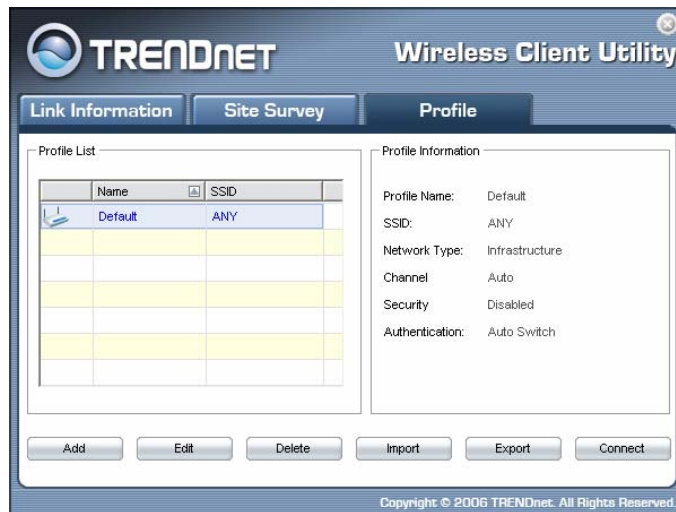 TRENDNET
Wireless Client Utility
Link Information Site Survey Profile
Profile List
Name SSID
Default ANY
Profile Information
Profile Name: Default
SSID: ANY
Network Type: Infrastructure
Channel Auto
Security Disabled
Authentication: Auto Switch
Add Edit Delete Import Export Connect
Copyright © 2006 TRENDnet. All Rights Reserved.